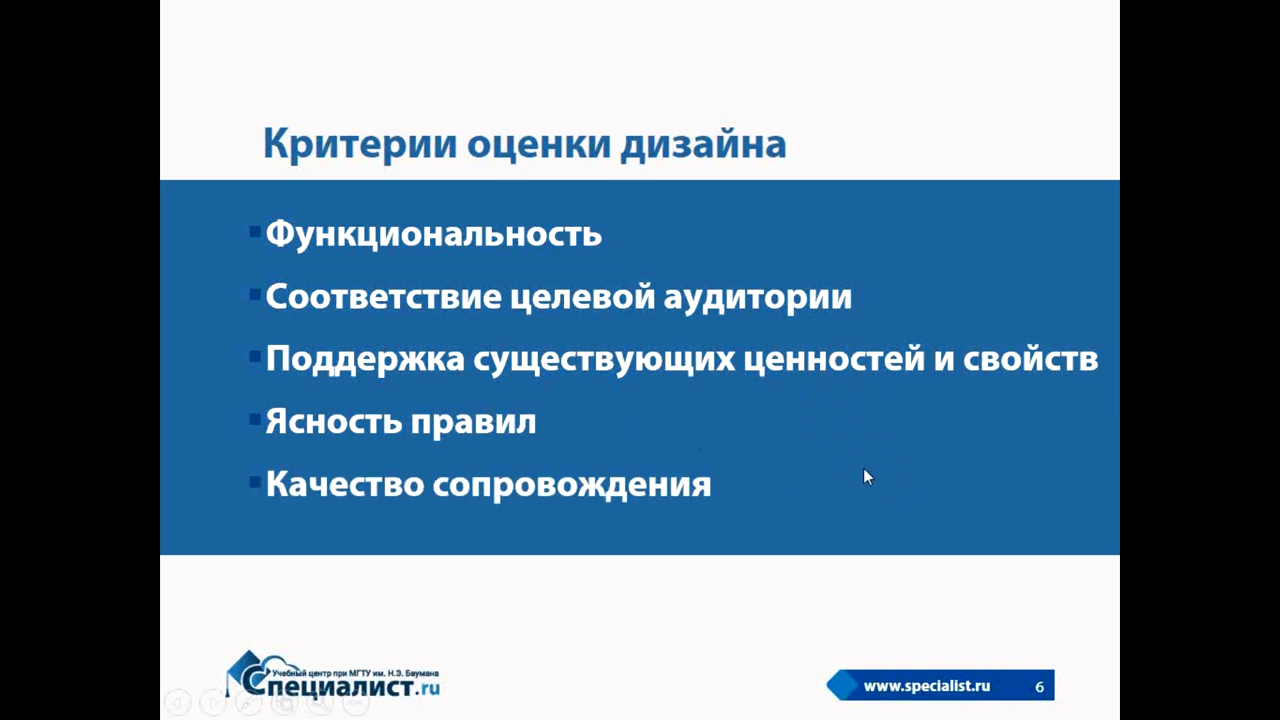 Критерии оценки дизайна
Функциональность
Соответствие целевой аудитории
Поддержка существующих ценностей и свойств
Ясность правил
Качество сопровождения
Учебный центр при МГТУ им. Н.Э. Баумана
Специалист.ru
www.specialist.ru
6